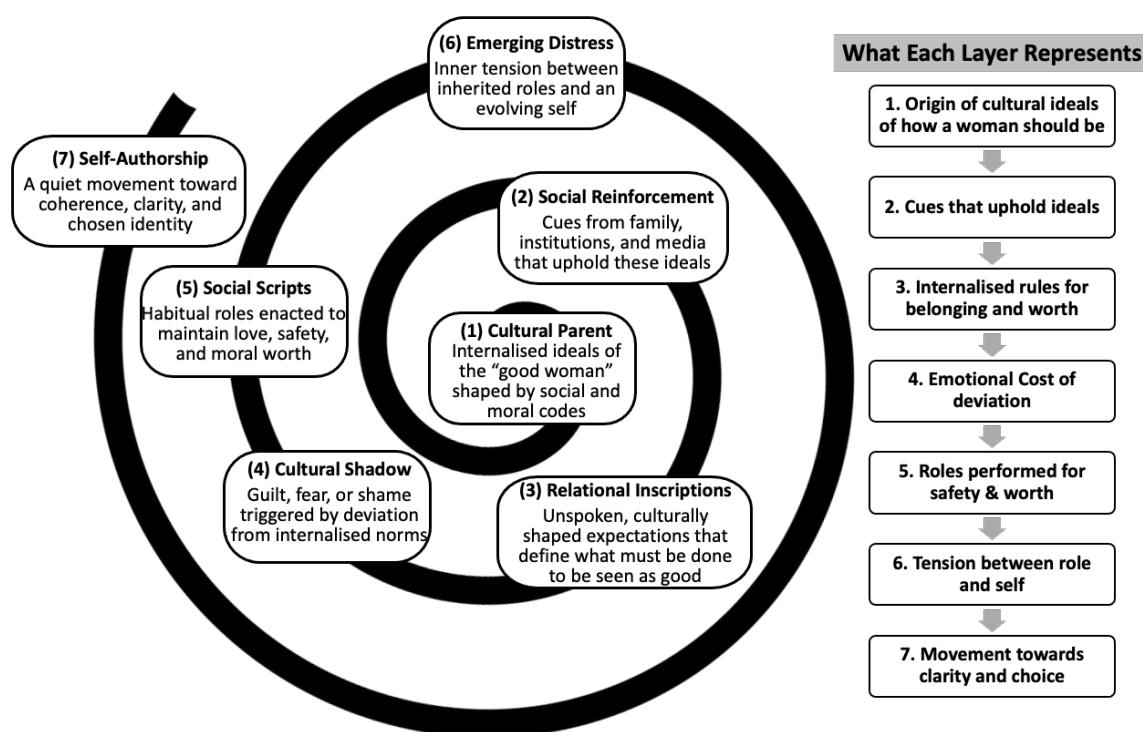 (6) Emerging Distress
Inner tension between
inherited roles and an
evolving self
(7) Self-Authorship
A quiet movement toward
coherence, clarity, and
chosen identity
(2) Social Reinforcement
Cues from family,
institutions, and media
that uphold these ideals
(5) Social Scripts
Habitual roles enacted to
maintain love, safety,
and moral worth
(1) Cultural Parent
Internalised ideals of
the “good woman”
shaped by social and
moral codes
(4) Cultural Shadow
Guilt, fear, or shame
triggered by deviation
from internalised norms
(3) Relational Inscriptions
Unspoken, culturally
shaped expectations that
define what must be done
to be seen as good
What Each Layer Represents
1. Origin of cultural ideals
of how a woman should be
2. Cues that uphold ideals
3. Internalised rules for
belonging and worth
4. Emotional Cost of
deviation
5. Roles performed for
safety & worth
6. Tension between role
and self
7. Movement towards
clarity and choice